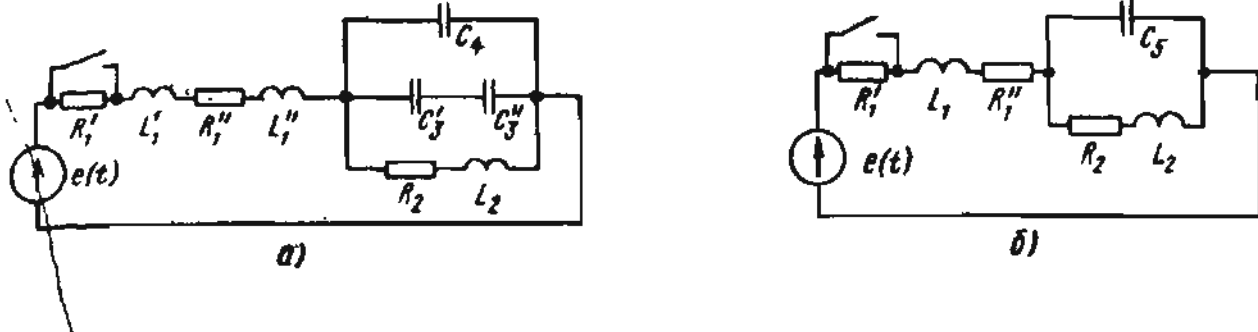 C₄
R₁' L₁' R₁'' L₁'' C₃' C₃''
e(t)
R₂ L₂
а)
C₅
R₁' L₁ R₁''
e(t)
R₂ L₂
б)